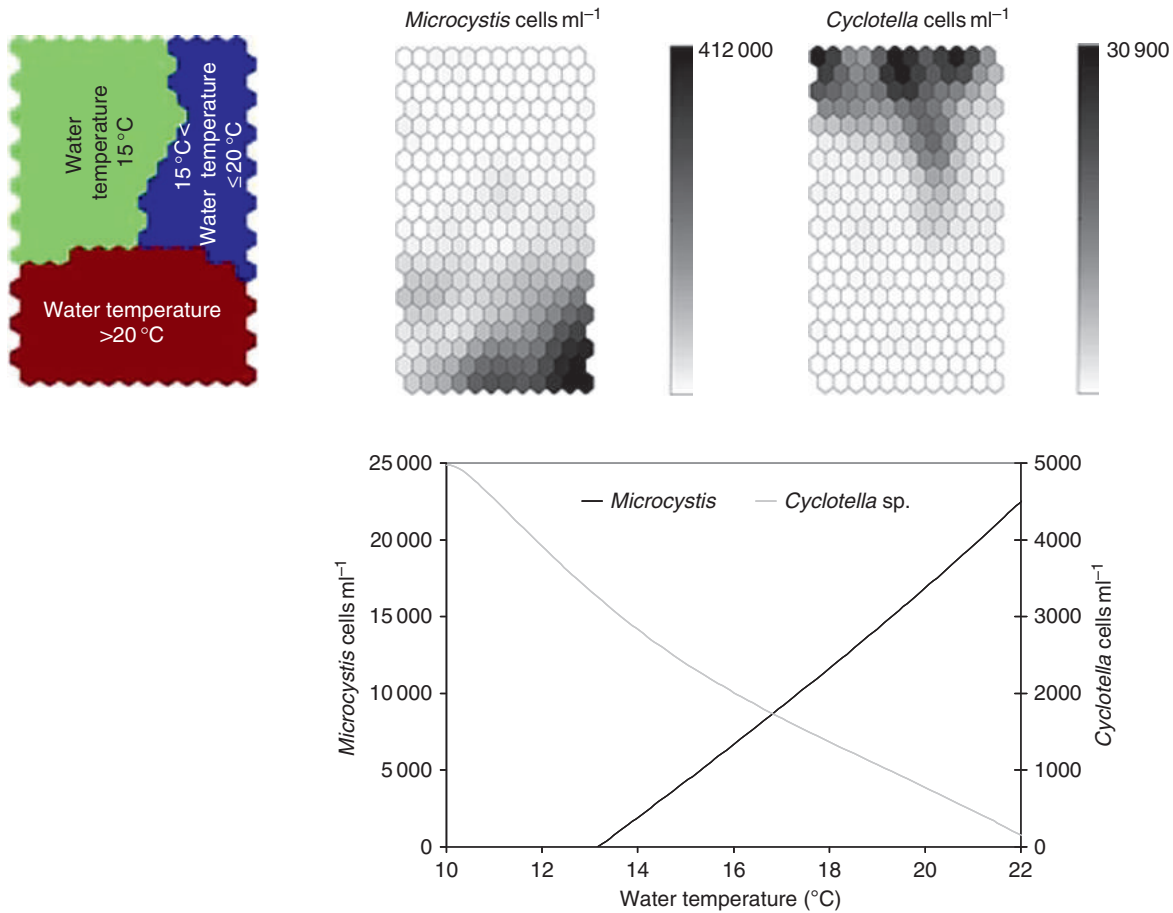 Microcystis cells ml⁻¹
Cyclotella cells ml⁻¹
412 000
30 900
Water
temperature
15 °C
15 °C <
Water temperature
≤20 °C
Water temperature
>20 °C
25 000
20 000
15 000
10 000
5 000
0
Microcystis cells ml⁻¹
Microcystis
Cyclotella sp.
5000
4000
3000
2000
1000
0
Cyclotella cells ml⁻¹
10
12
14
16
18
20
22
Water temperature (°C)